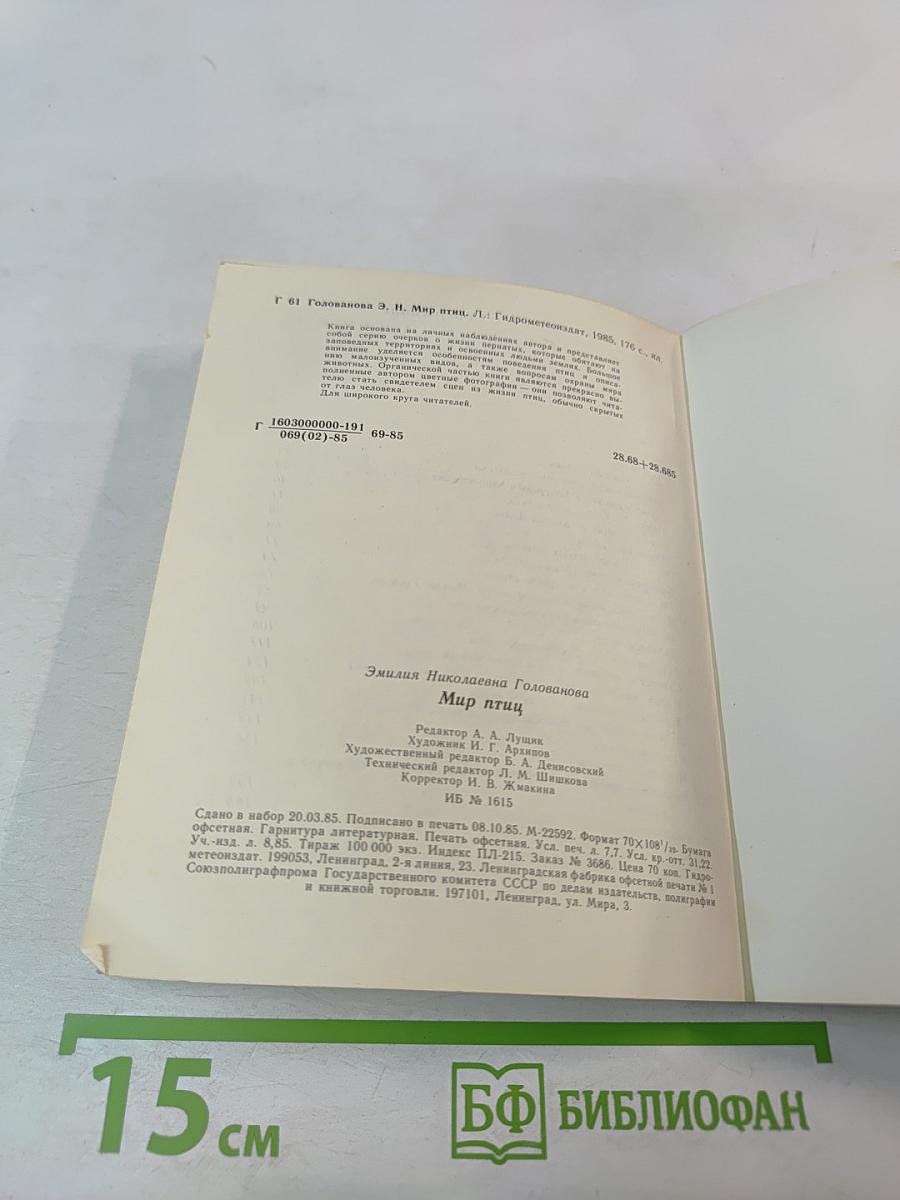 Г 61 Голованова Э. Н. Мир птиц. Л.: Гидрометеоиздат, 1985, 176 с., ил.
Книга основана на личных наблюдениях автора и представляет
собой серию очерков о жизни пернатых, которые обитают на
заповедных территориях и освоенных людьми землях. Большое
внимание уделяется особенностям поведения птиц и описа-
нию малоизученных видов, а также вопросам охраны мира
животных. Органической частью книги являются прекрасно вы-
полненные автором цветные фотографии — они позволяют чита-
телю стать свидетелем сцен из жизни птиц, обычно скрытых
от глаз человека.
Для широкого круга читателей.
Г 1603000000-191
069(02)-85 69-85
28.68+28.685
Эмилия Николаевна Голованова
Мир птиц
Редактор А. А. Лущик
Художник И. Г. Архипов
Художественный редактор Б. А. Денисовский
Технический редактор Л. М. Шишкова
Корректор И. В. Жмакина
ИБ № 1615
Сдано в набор 20.03.85. Подписано в печать 08.10.85. М-22592. Формат 70×108¹/₃₂. Бумага
офсетная. Гарнитура литературная. Печать офсетная. Усл. печ. л. 7,7. Усл. кр.-отт. 31,22.
Уч.-изд. л. 8,85. Тираж 100 000 экз. Индекс ПЛ-215. Заказ № 3686. Цена 70 коп. Гидро-
метеоиздат. 199053, Ленинград, 2-я линия, 23. Ленинградская фабрика офсетной печати № 1
Союзполиграфпрома Государственного комитета СССР по делам издательств, полиграфии
и книжной торговли. 197101, Ленинград, ул. Мира, 3.
15 см
БФ БИБЛИОФАН